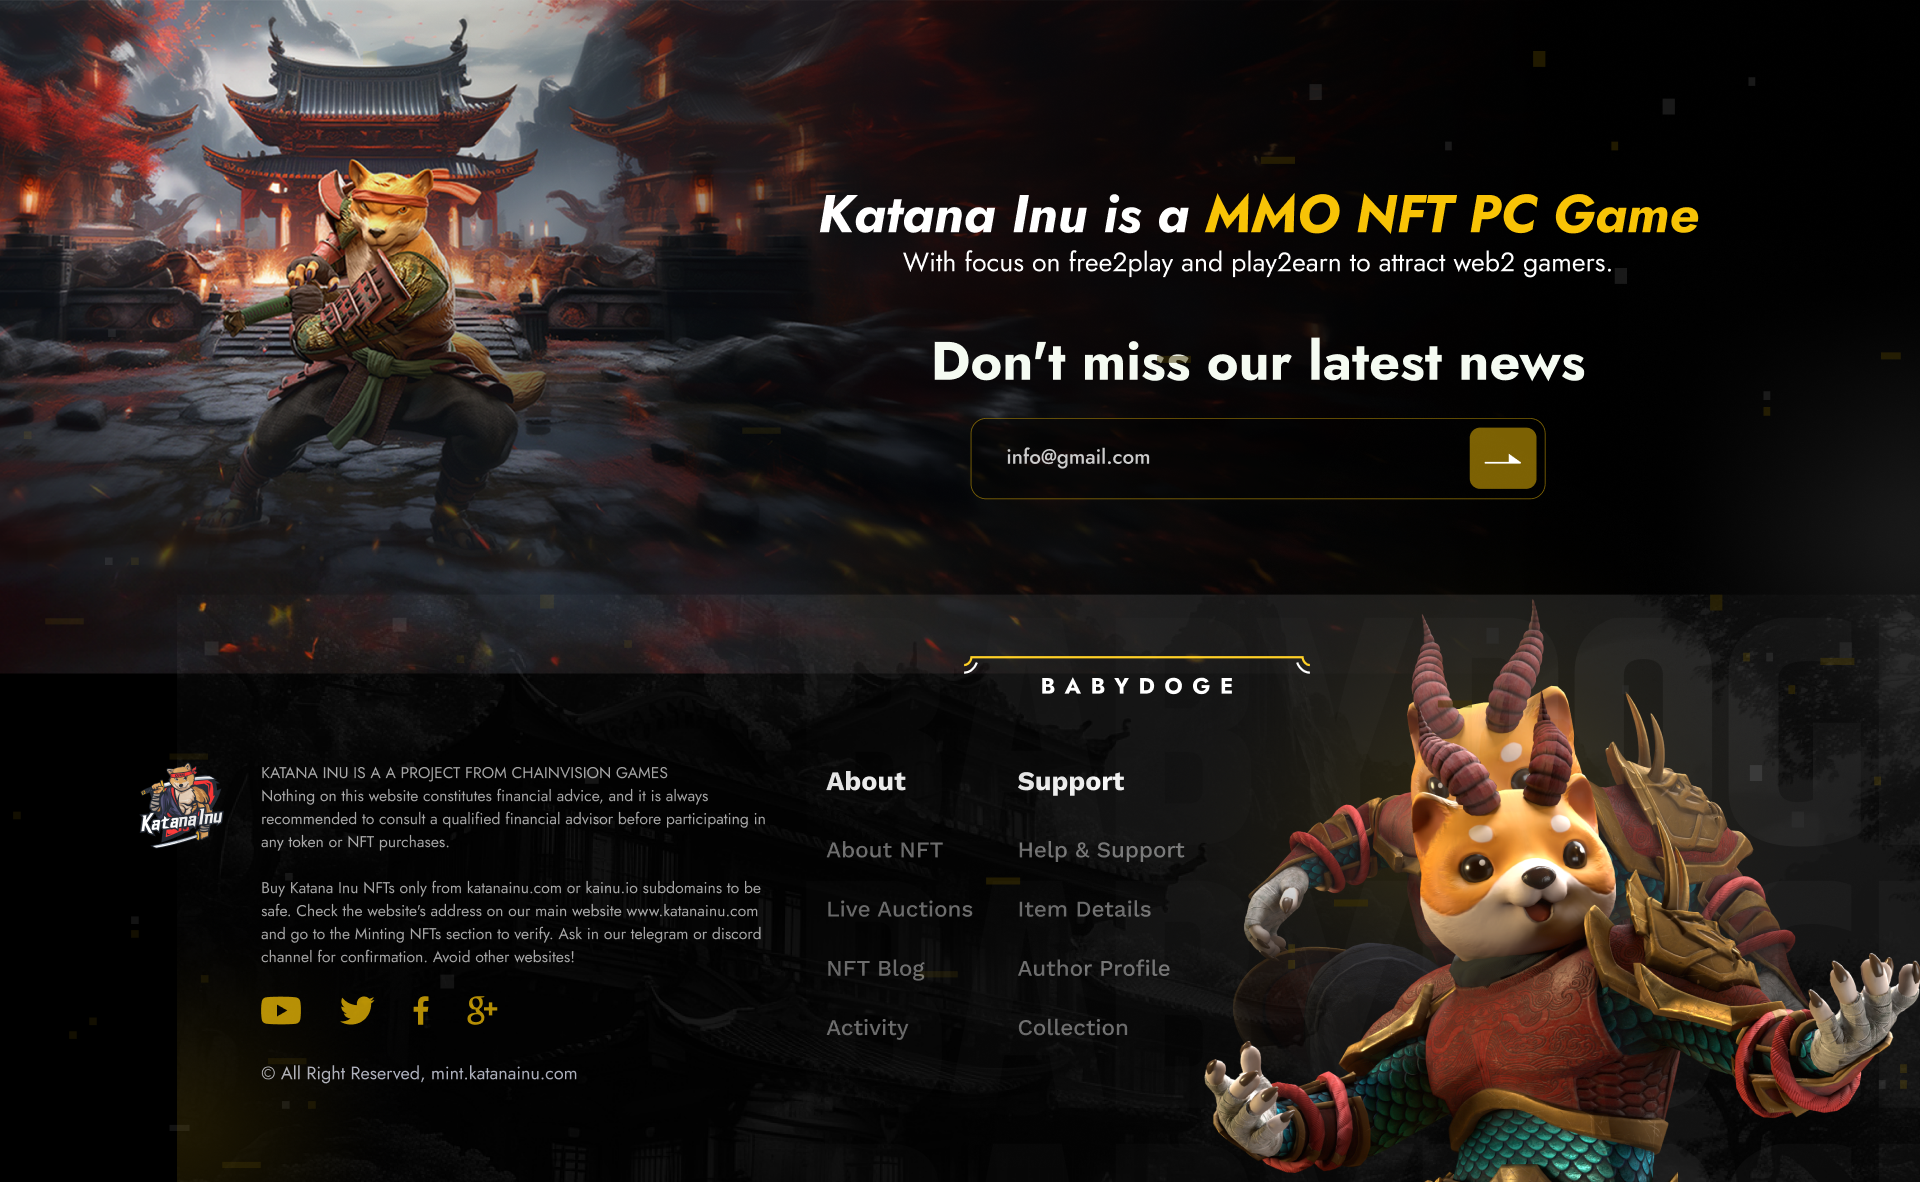 Katana Inu is a MMO NFT PC Game
With focus on free2play and play2earn to attract web2 gamers.
Don't miss our latest news
info@gmail.com
BABYDOGE
Katana Inu
KATANA INU IS A A PROJECT FROM CHAINVISION GAMES
Nothing on this website constitutes financial advice, and it is always
recommended to consult a qualified financial advisor before participating in
any token or NFT purchases.
Buy Katana Inu NFTs only from katanainu.com or kainu.io subdomains to be
safe. Check the website's address on our main website www.katanainu.com
and go to the Minting NFTs section to verify. Ask in our telegram or discord
channel for confirmation. Avoid other websites!
g+
© All Right Reserved, mint.katanainu.com
About
About NFT
Live Auctions
NFT Blog
Activity
Support
Help & Support
Item Details
Author Profile
Collection